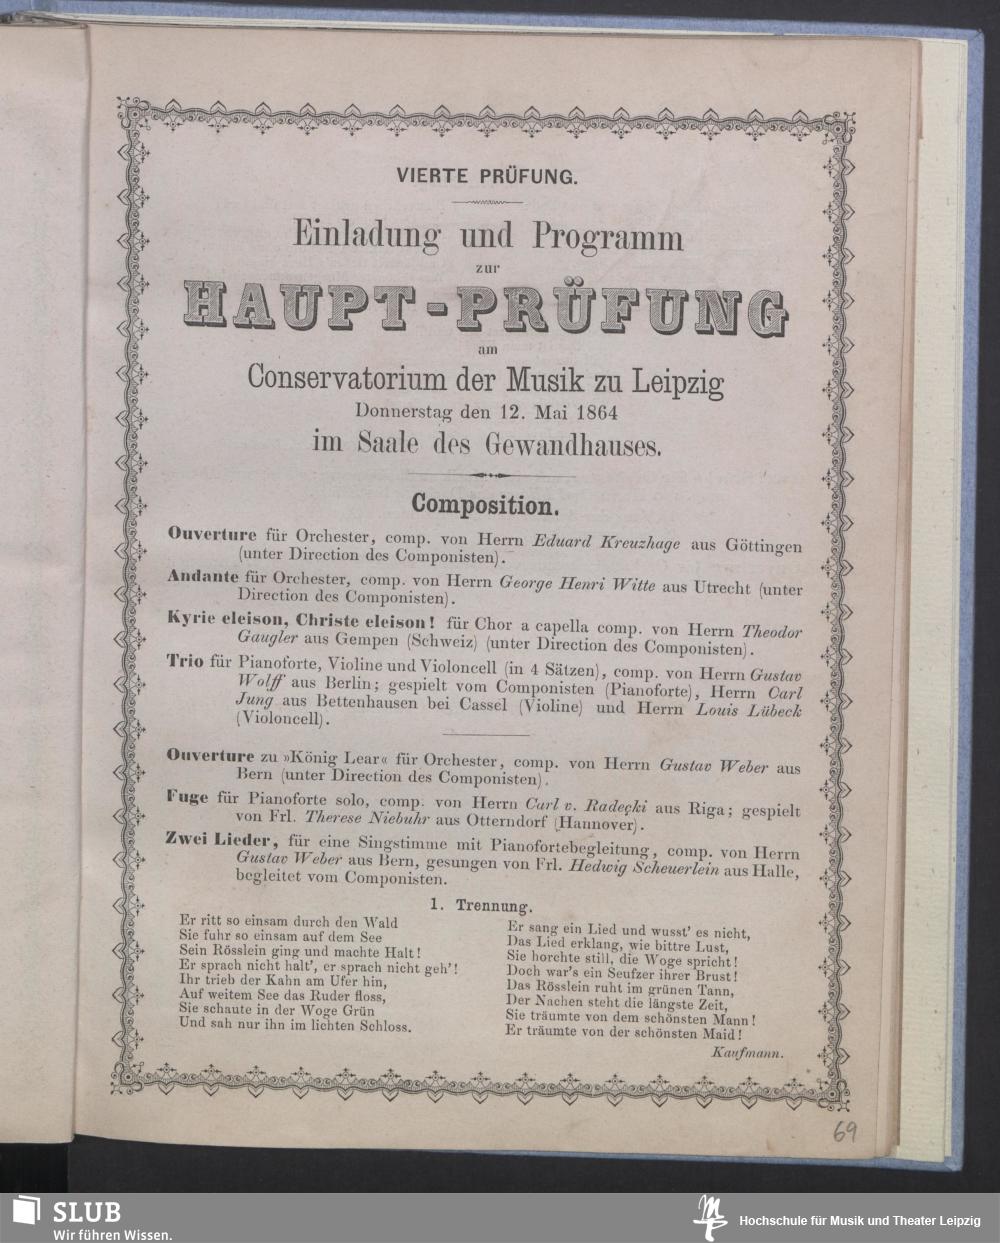 VIERTE PRÜFUNG.
Einladung und Programm
zur
HAUPT-PRÜFUNG
am
Conservatorium der Musik zu Leipzig
Donnerstag den 12. Mai 1864
im Saale des Gewandhauses.
Composition.
Ouverture für Orchester, comp. von Herrn Eduard Kreuzhage aus Göttingen
(unter Direction des Componisten).
Andante für Orchester, comp. von Herrn George Henri Witte aus Utrecht (unter
Direction des Componisten).
Kyrie eleison, Christe eleison! für Chor a capella comp. von Herrn Theodor
Gaugler aus Gempen (Schweiz) (unter Direction des Componisten).
Trio für Pianoforte, Violine und Violoncell (in 4 Sätzen), comp. von Herrn Gustav
Wolff aus Berlin; gespielt vom Componisten (Pianoforte), Herrn Carl
Jung aus Bettenhausen bei Cassel (Violine) und Herrn Louis Lübeck
(Violoncell).
Ouverture zu »König Lear« für Orchester, comp. von Herrn Gustav Weber aus
Bern (unter Direction des Componisten).
Fuge für Pianoforte solo, comp. von Herrn Carl v. Radecki aus Riga; gespielt
von Frl. Therese Niebuhr aus Otterndorf (Hannover).
Zwei Lieder, für eine Singstimme mit Pianofortebegleitung, comp. von Herrn
Gustav Weber aus Bern, gesungen von Frl. Hedwig Scheuerlein aus Halle,
begleitet vom Componisten.
1. Trennung.
Er ritt so einsam durch den Wald
Sie fuhr so einsam auf dem See
Sein Rösslein ging und machte Halt!
Er sprach nicht halt', er sprach nicht geh'!
Ihr trieb der Kahn am Ufer hin,
Auf weitem See das Ruder floss,
Sie schaute in der Woge Grün
Und sah nur ihn im lichten Schloss.
Er sang ein Lied und wusst' es nicht,
Das Lied erklang, wie bittre Lust,
Sie horchte still, die Woge spricht!
Doch war's ein Seufzer ihrer Brust!
Das Rösslein ruht im grünen Tann,
Der Nachen steht die längste Zeit,
Sie träumte von dem schönsten Mann!
Er träumte von der schönsten Maid!
Kaufmann.
69
SLUB
Wir führen Wissen.
Hochschule für Musik und Theater Leipzig